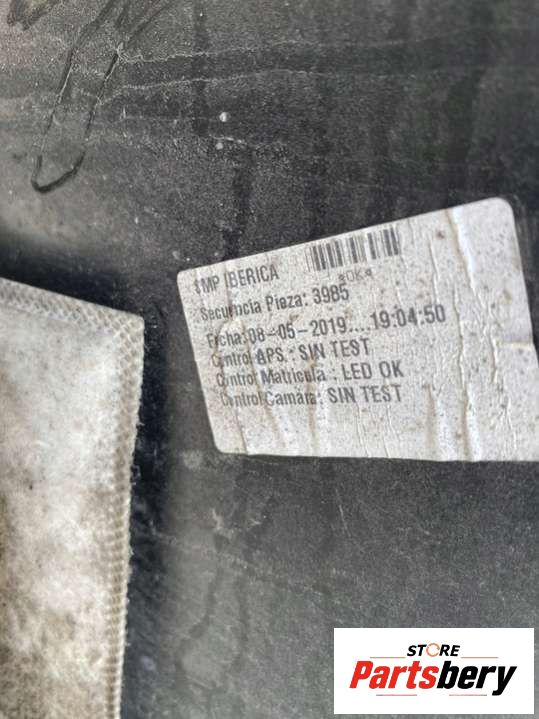 SMP IBERICA
*OK*
Secuencia Pieza: 3985
Fecha: 08-05-2019....19:04:50
Control APS.: SIN TEST
Control Matricula : LED OK
Control Camara: SIN TEST
STORE
Partsbery